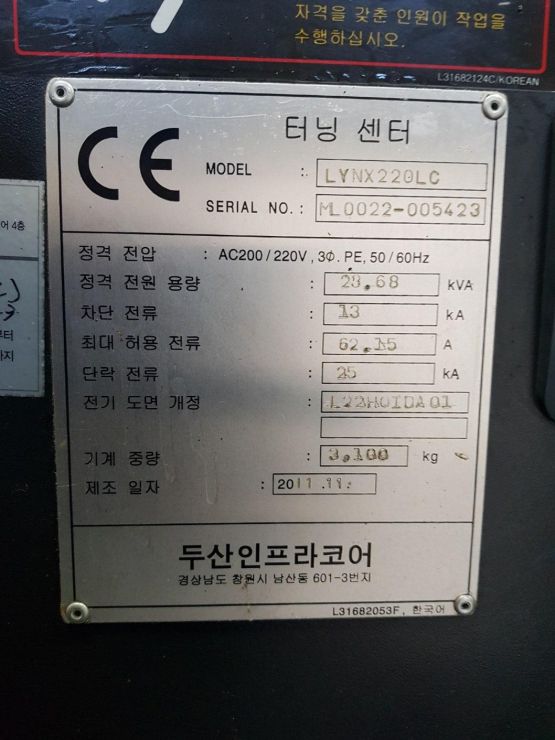 자격을 갖춘 인원이 작업을
수행하십시오.
L31682124C/KOREAN
CE
터닝 센터
MODEL : LYNX220LC
SERIAL NO. : ML0022-005423
정격 전압 : AC200/220V, 3Φ. PE, 50/60Hz
정격 전원 용량 : 23.68 kVA
차단 전류 : 13 kA
최대 허용 전류 : 62.15 A
단락 전류 : 25 kA
전기 도면 개정 :
기계 중량 : 3,100 kg
제조 일자 : 2011.
두산인프라코어
경상남도 창원시 남산동 601-3번지
L31682053F, 한국어
어 4층